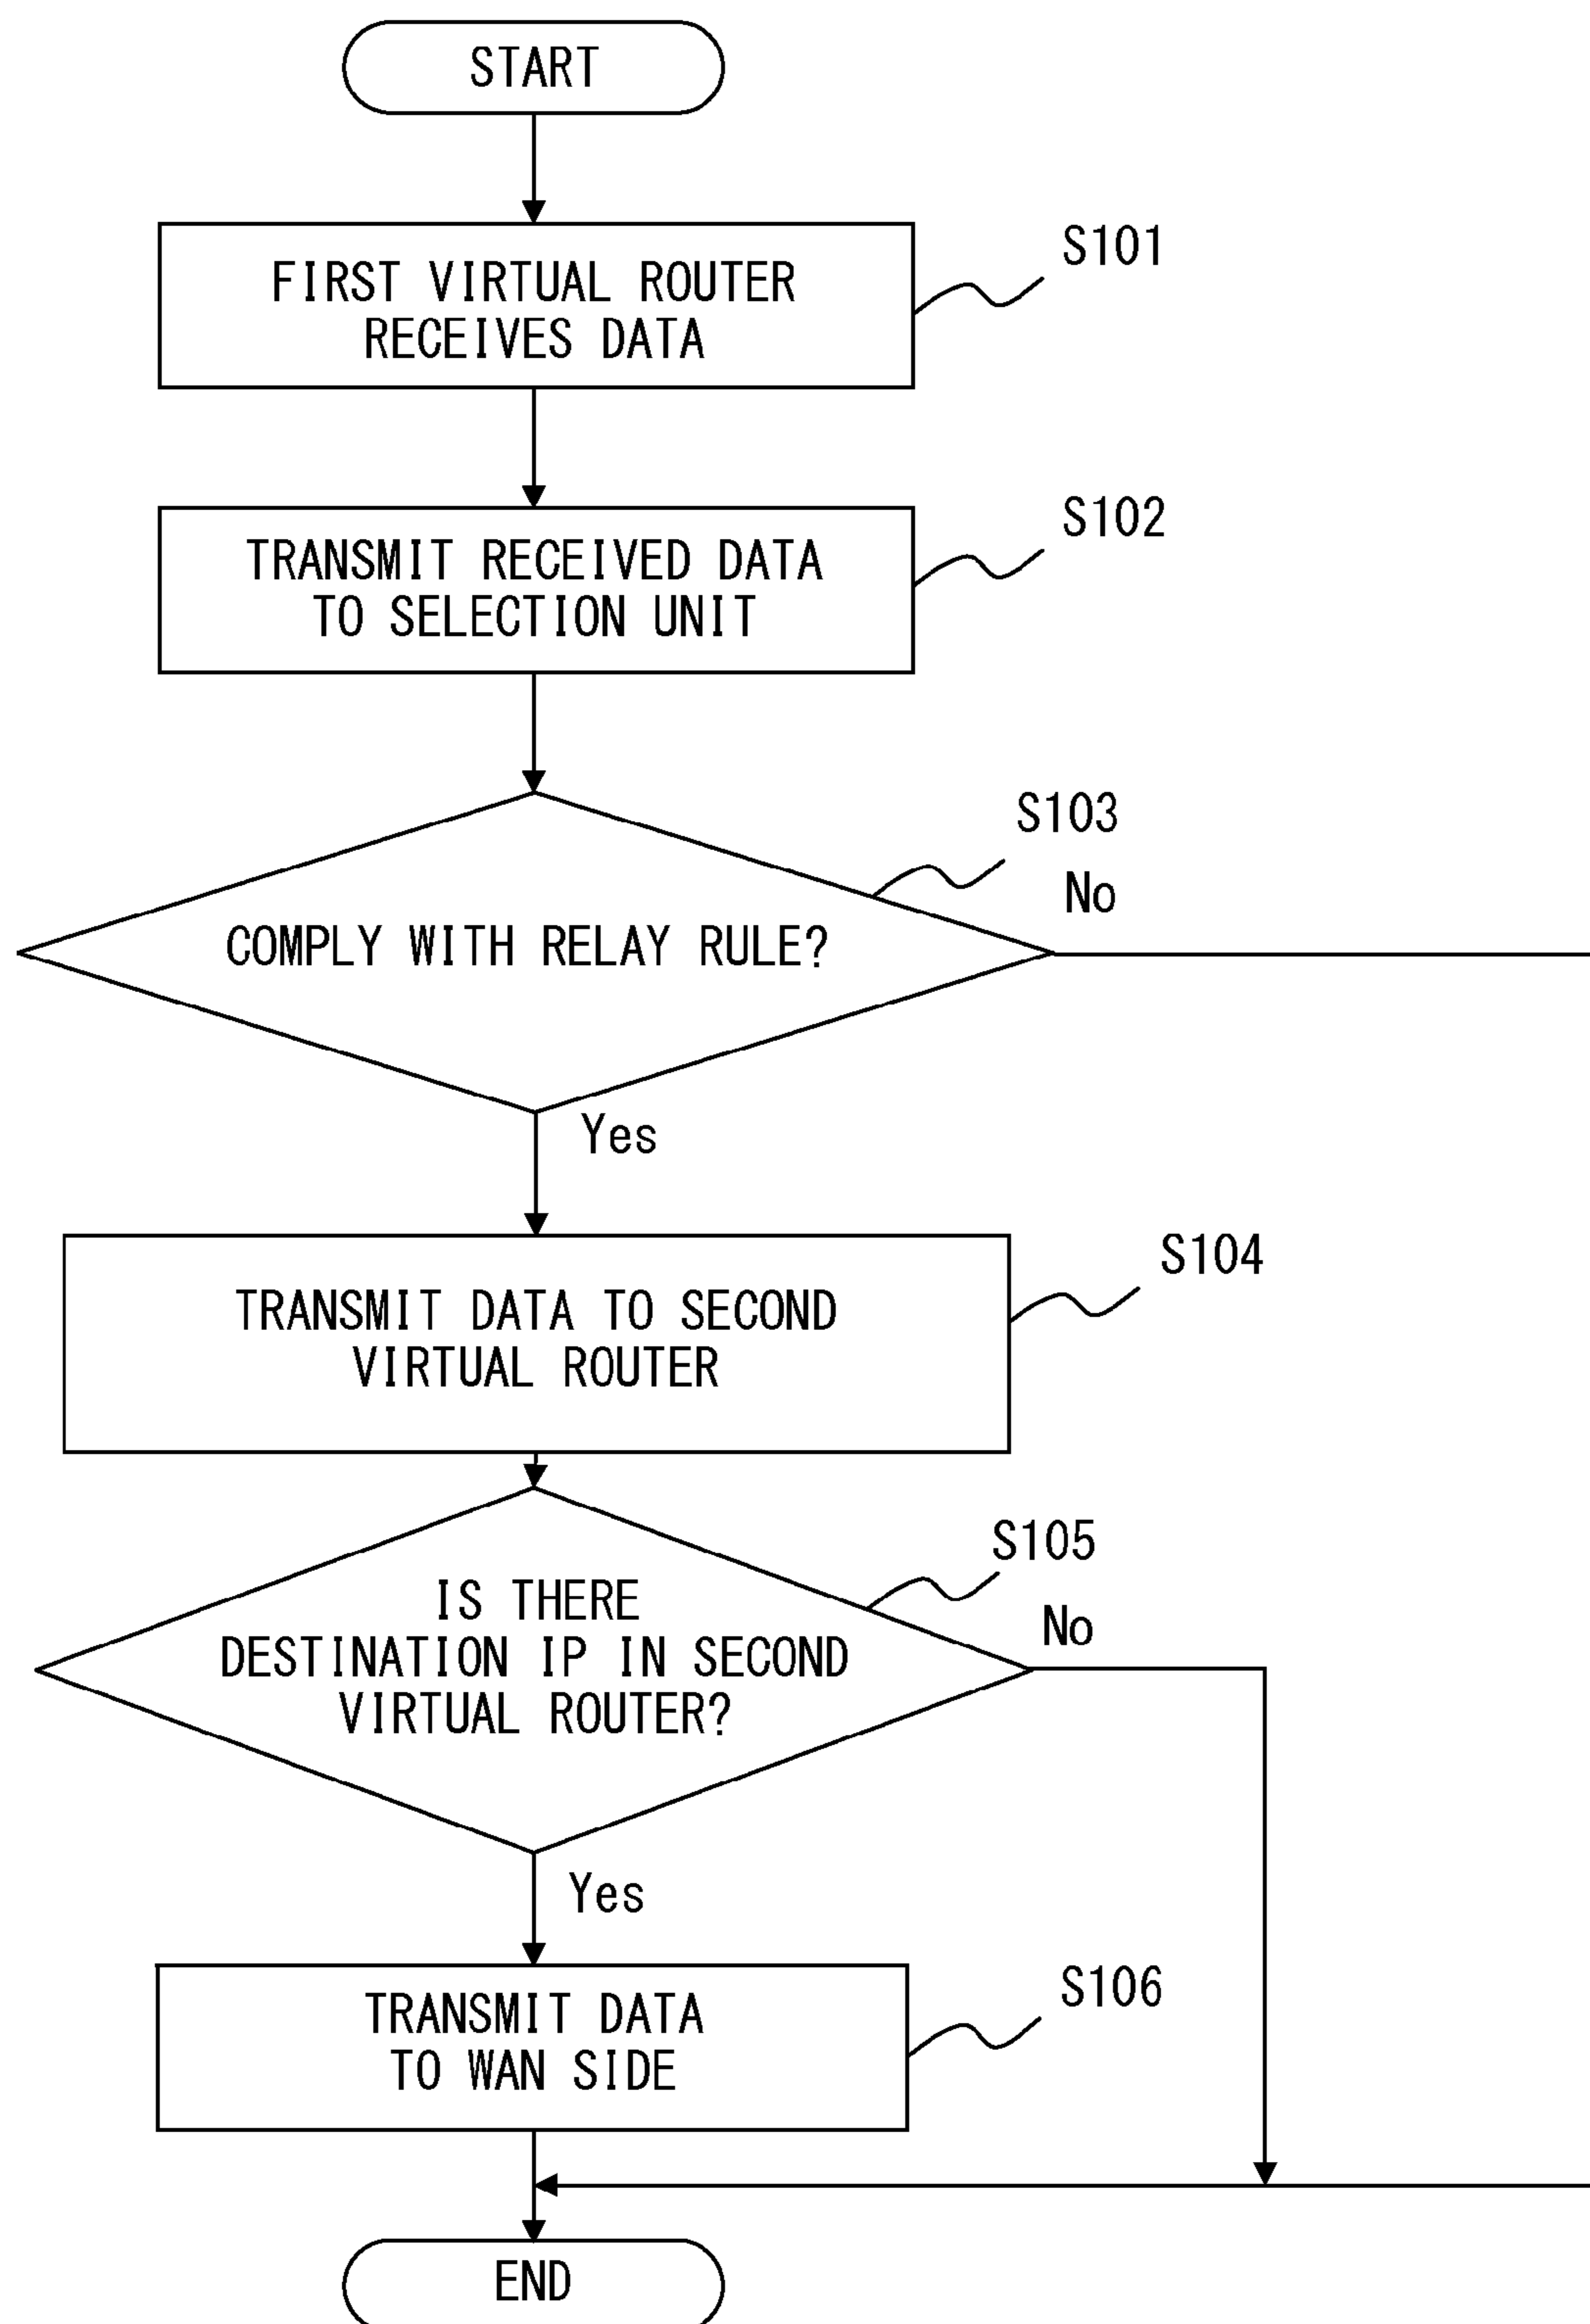 START
S101
FIRST VIRTUAL ROUTER
RECEIVES DATA
S102
TRANSMIT RECEIVED DATA
TO SELECTION UNIT
S103
No
COMPLY WITH RELAY RULE?
Yes
S104
TRANSMIT DATA TO SECOND
VIRTUAL ROUTER
S105
No
IS THERE
DESTINATION IP IN SECOND
VIRTUAL ROUTER?
Yes
S106
TRANSMIT DATA
TO WAN SIDE
END